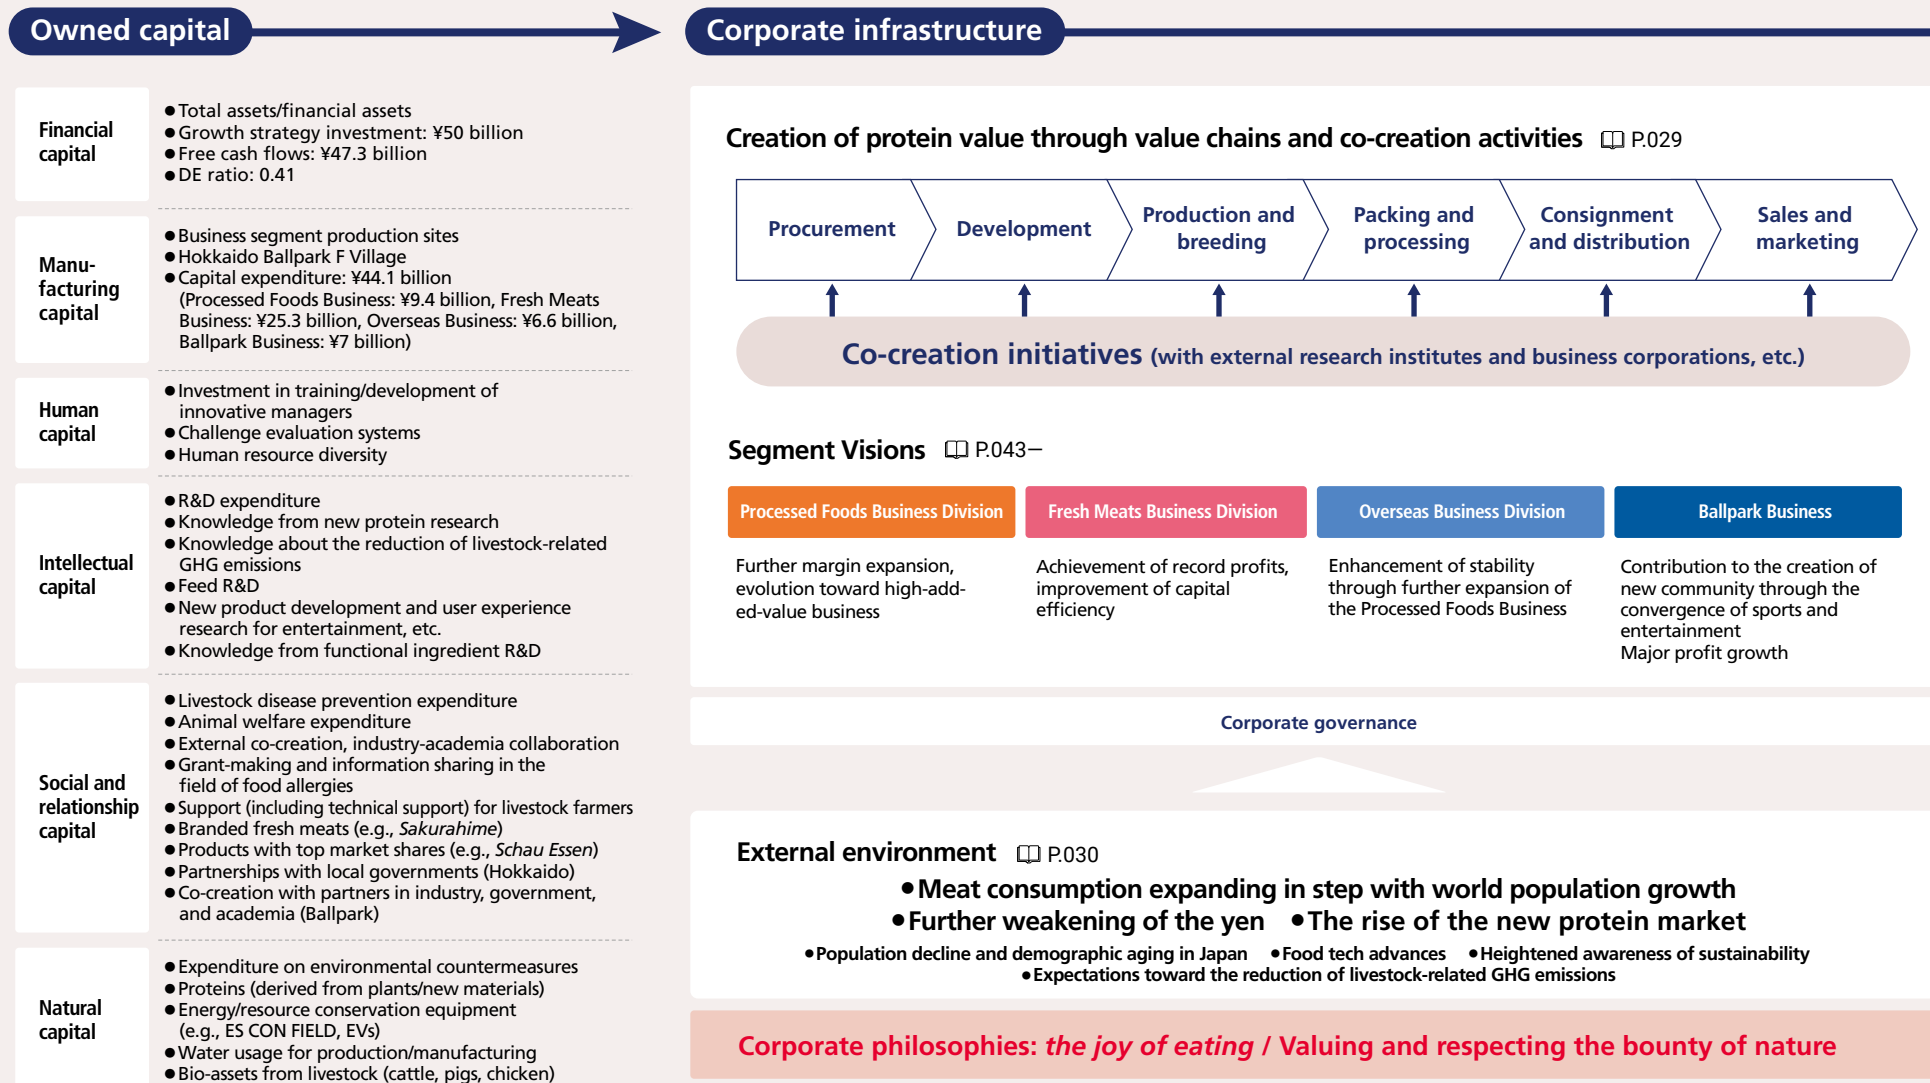 Owned capital
Financial
capital
●Total assets/financial assets
●Growth strategy investment: ¥50 billion
●Free cash flows: ¥47.3 billion
●DE ratio: 0.41
Manu-
facturing
capital
●Business segment production sites
●Hokkaido Ballpark F Village
●Capital expenditure: ¥44.1 billion
(Processed Foods Business: ¥9.4 billion, Fresh Meats
Business: ¥25.3 billion, Overseas Business: ¥6.6 billion,
Ballpark Business: ¥7 billion)
Human
capital
●Investment in training/development of
innovative managers
●Challenge evaluation systems
●Human resource diversity
Intellectual
capital
●R&D expenditure
●Knowledge from new protein research
●Knowledge about the reduction of livestock-related
GHG emissions
●Feed R&D
●New product development and user experience
research for entertainment, etc.
●Knowledge from functional ingredient R&D
Social and
relationship
capital
●Livestock disease prevention expenditure
●Animal welfare expenditure
●External co-creation, industry-academia collaboration
●Grant-making and information sharing in the
field of food allergies
●Support (including technical support) for livestock farmers
●Branded fresh meats (e.g., Sakurahime)
●Products with top market shares (e.g., Schau Essen)
●Partnerships with local governments (Hokkaido)
●Co-creation with partners in industry, government,
and academia (Ballpark)
Natural
capital
●Expenditure on environmental countermeasures
●Proteins (derived from plants/new materials)
●Energy/resource conservation equipment
(e.g., ES CON FIELD, EVs)
●Water usage for production/manufacturing
●Bio-assets from livestock (cattle, pigs, chicken)
Corporate infrastructure
Creation of protein value through value chains and co-creation activities P.029
Procurement
Development
Production and
breeding
Packing and
processing
Consignment
and distribution
Sales and
marketing
Co-creation initiatives (with external research institutes and business corporations, etc.)
Segment Visions P.043—
Processed Foods Business Division
Further margin expansion,
evolution toward high-add-
ed-value business
Fresh Meats Business Division
Achievement of record profits,
improvement of capital
efficiency
Overseas Business Division
Enhancement of stability
through further expansion of
the Processed Foods Business
Ballpark Business
Contribution to the creation of
new community through the
convergence of sports and
entertainment
Major profit growth
Corporate governance
External environment P.030
●Meat consumption expanding in step with world population growth
●Further weakening of the yen ●The rise of the new protein market
●Population decline and demographic aging in Japan ●Food tech advances ●Heightened awareness of sustainability
●Expectations toward the reduction of livestock-related GHG emissions
Corporate philosophies: the joy of eating / Valuing and respecting the bounty of nature